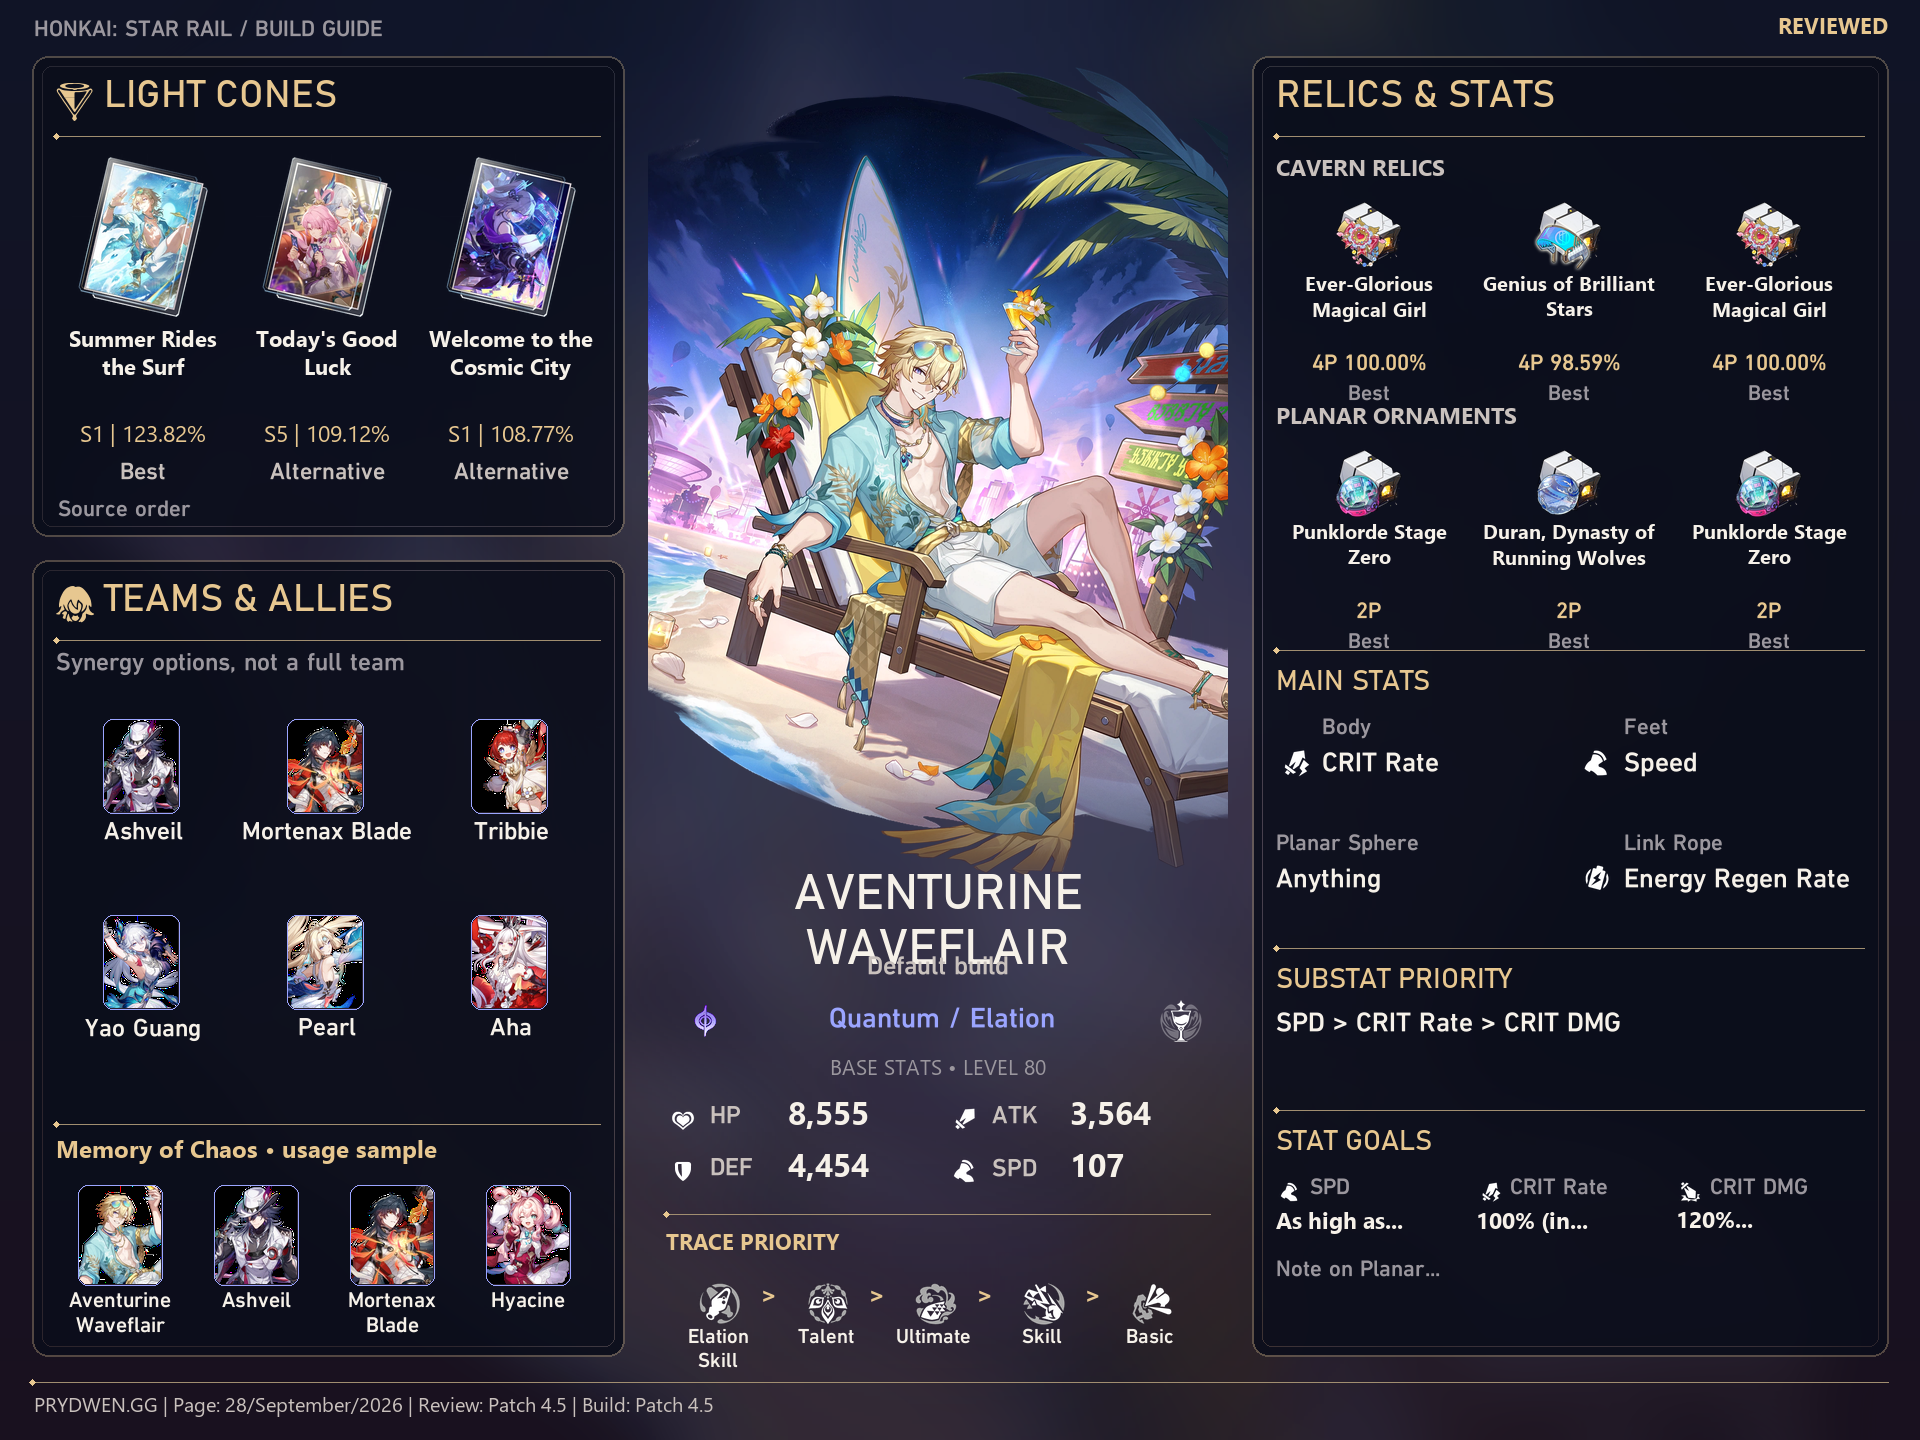 HONKAI: STAR RAIL / BUILD GUIDE
REVIEWED
LIGHT CONES
Summer Rides the Surf
S1 | 123.82%
Best
Today's Good Luck
S5 | 109.12%
Alternative
Welcome to the Cosmic City
S1 | 108.77%
Alternative
Source order
TEAMS & ALLIES
Synergy options, not a full team
Ashveil
Mortenax Blade
Tribbie
Yao Guang
Pearl
Aha
Memory of Chaos • usage sample
Aventurine Waveflair
Ashveil
Mortenax Blade
Hyacine
AVENTURINE
WAVEFLAIR
Default build
Quantum / Elation
BASE STATS • LEVEL 80
HP 8,555
ATK 3,564
DEF 4,454
SPD 107
TRACE PRIORITY
Elation Skill > Talent > Ultimate > Skill > Basic
RELICS & STATS
CAVERN RELICS
Ever-Glorious Magical Girl
4P 100.00%
Best
Genius of Brilliant Stars
4P 98.59%
Best
Ever-Glorious Magical Girl
4P 100.00%
Best
PLANAR ORNAMENTS
Punklorde Stage Zero
2P
Best
Duran, Dynasty of Running Wolves
2P
Best
Punklorde Stage Zero
2P
Best
MAIN STATS
Body
CRIT Rate
Feet
Speed
Planar Sphere
Anything
Link Rope
Energy Regen Rate
SUBSTAT PRIORITY
SPD > CRIT Rate > CRIT DMG
STAT GOALS
SPD
As high as...
CRIT Rate
100% (in...
CRIT DMG
120%...
Note on Planar...
PRYDWEN.GG | Page: 28/September/2026 | Review: Patch 4.5 | Build: Patch 4.5